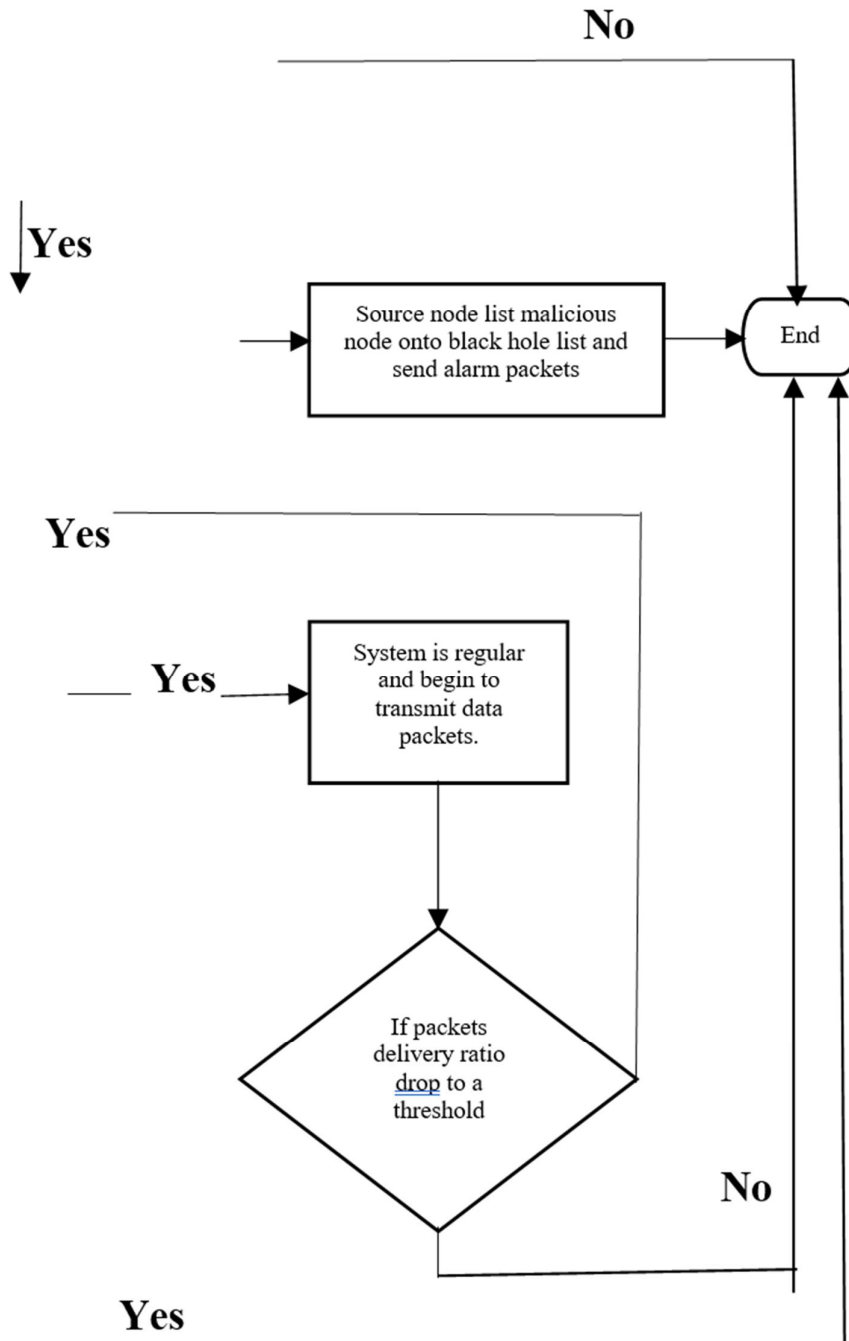 No
Yes
Source node list malicious
node onto black hole list and
send alarm packets
End
Yes
Yes
System is regular
and begin to
transmit data
packets.
If packets
delivery ratio
drop to a
threshold
No
Yes